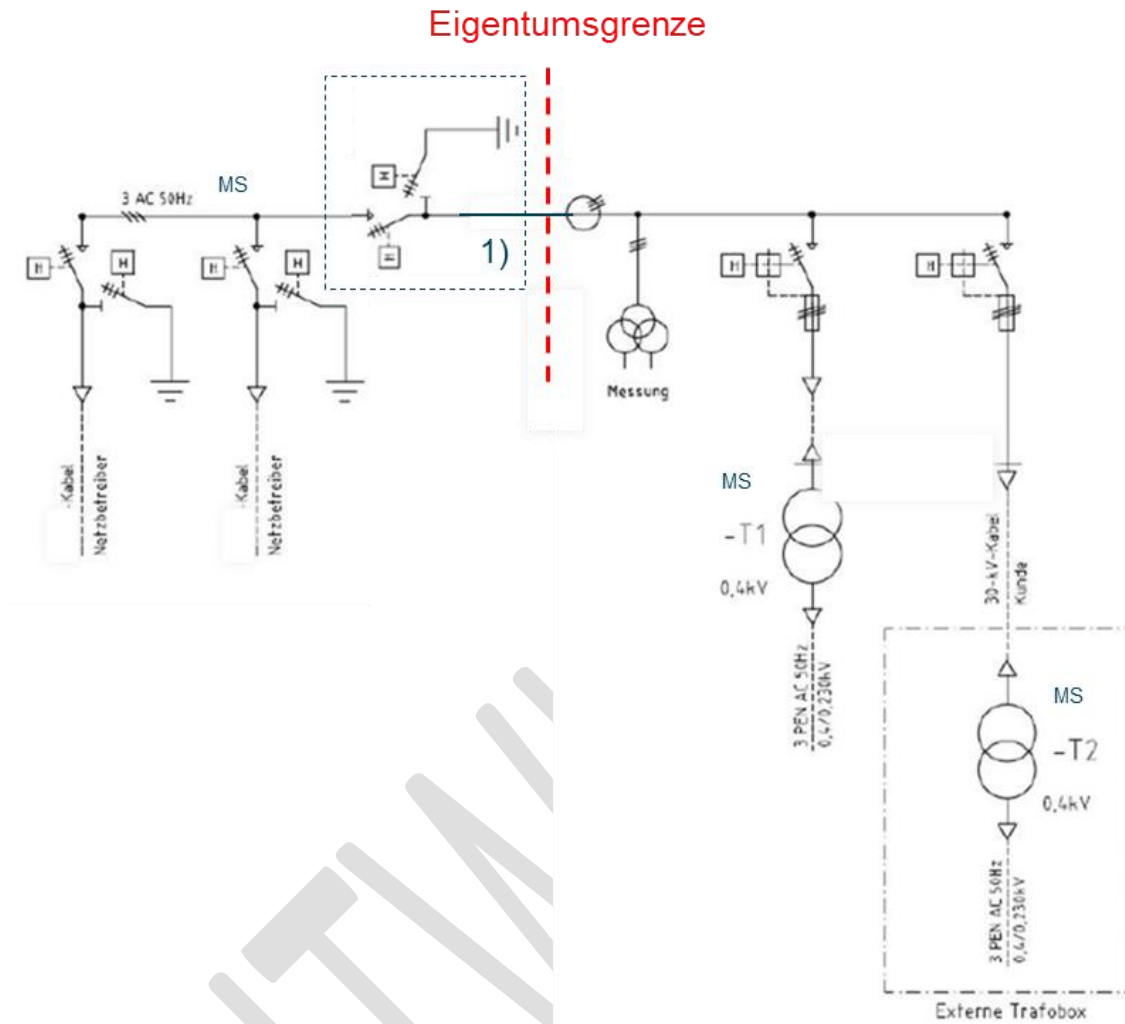 Eigentumsgrenze
H
3 AC 50Hz
MS
H
H
H
H
H
1)
H
H
Messung
-Kabel
Netzbetreiber
-Kabel
Netzbetreiber
MS
-T1
0,4kV
3 PEN AC 50Hz
0,4/0,230kV
30-kV-Kabel
Kunde
MS
-T2
0,4kV
3 PEN AC 50Hz
0,4/0,230kV
Externe Trafobox